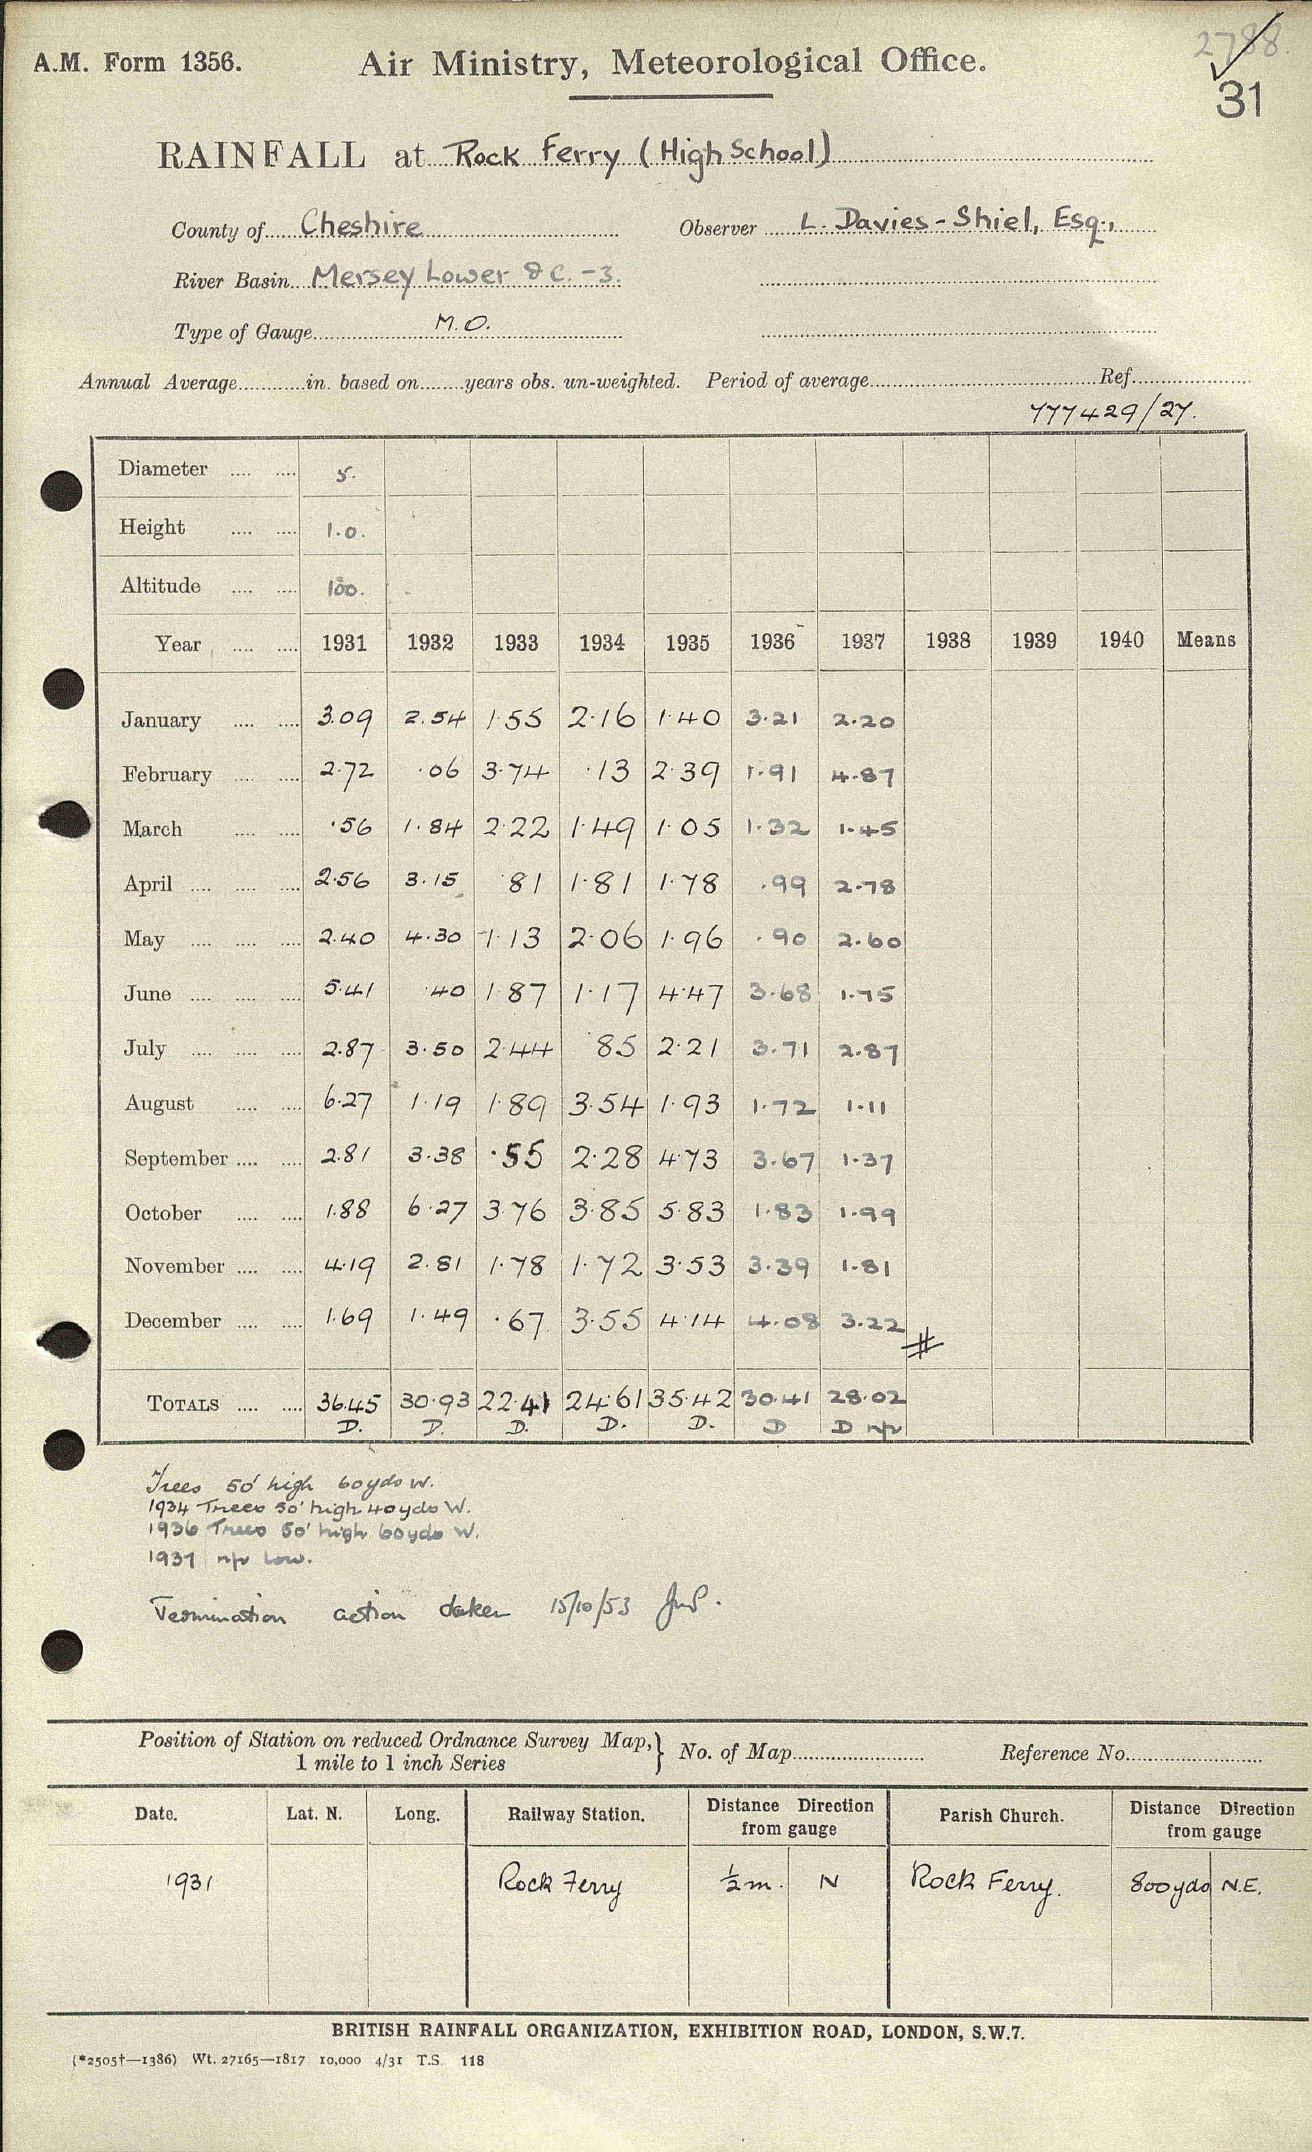 2788.
A.M. Form 1356. Air Ministry, Meteorological Office.
31
RAINFALL at Rock Ferry (High School)
County of Cheshire Observer L. Davies-Shiel, Esq.,
River Basin Mersey Lower &c. -3.
Type of Gauge M.O.
Annual Average in. based on years obs. un-weighted. Period of average Ref.
777429/27.
Diameter 5.
Height 1.0.
Altitude 100.
Year 1931 1932 1933 1934 1935 1936 1937 1938 1939 1940 Means
January 3.09 2.54 1.55 2.16 1.40 3.21 2.20
February 2.72 .06 3.74 .13 2.39 1.91 4.87
March .56 1.84 2.22 1.49 1.05 1.32 1.45
April 2.56 3.15 .81 1.81 1.78 .99 2.78
May 2.40 4.30 1.13 2.06 1.96 .90 2.60
June 5.41 .40 1.87 1.17 4.47 3.68 1.75
July 2.87 3.50 2.44 .85 2.21 3.71 2.87
August 6.27 1.19 1.89 3.54 1.93 1.72 1.11
September 2.81 3.38 .55 2.28 4.73 3.67 1.37
October 1.88 6.27 3.76 3.85 5.83 1.83 1.99
November 4.19 2.81 1.78 1.72 3.53 3.39 1.81
December 1.69 1.49 .67 3.55 4.14 4.08 3.22 #
TOTALS 36.45 30.93 22.41 24.61 35.42 30.41 28.02
D. D. D. D. D. D D n/r
Trees 50' high 60yds W.
1934 Trees 50' high 40yds W.
1936 Trees 50' high 60yds W.
1937 n/r low.
Termination action taken 15/10/53
Position of Station on reduced Ordnance Survey Map, 1 mile to 1 inch Series } No. of Map Reference No.
Date. Lat. N. Long. Railway Station. Distance Direction from gauge Parish Church. Distance Direction from gauge
1931 Rock Ferry ½m. N Rock Ferry. 800yds N.E.
BRITISH RAINFALL ORGANIZATION, EXHIBITION ROAD, LONDON, S.W.7.
(*2505†—1386) Wt. 27165—1817 10,000 4/31 T.S. 118